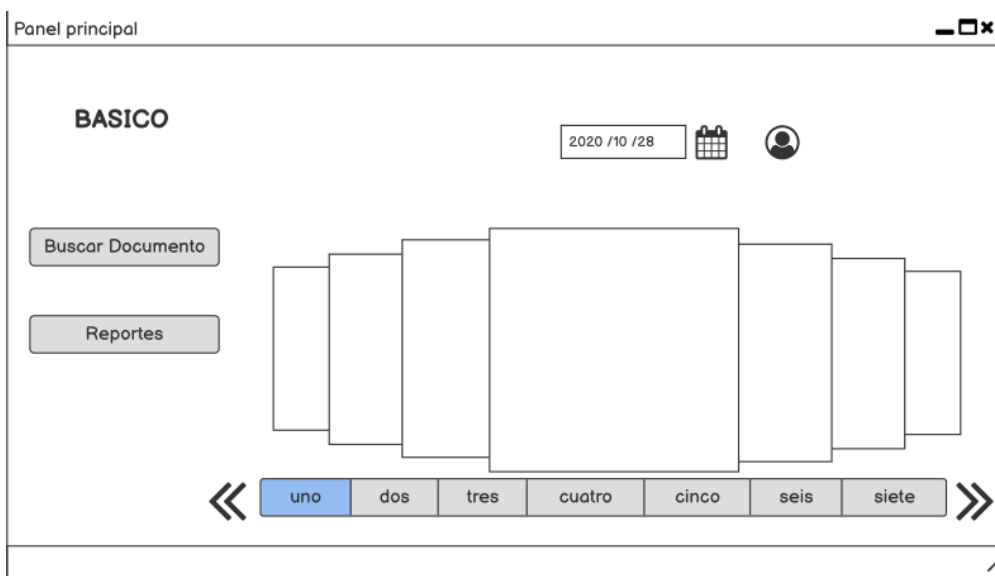 Panel principal
BASICO
2020 /10 /28
Buscar Documento
Reportes
uno dos tres cuatro cinco seis siete